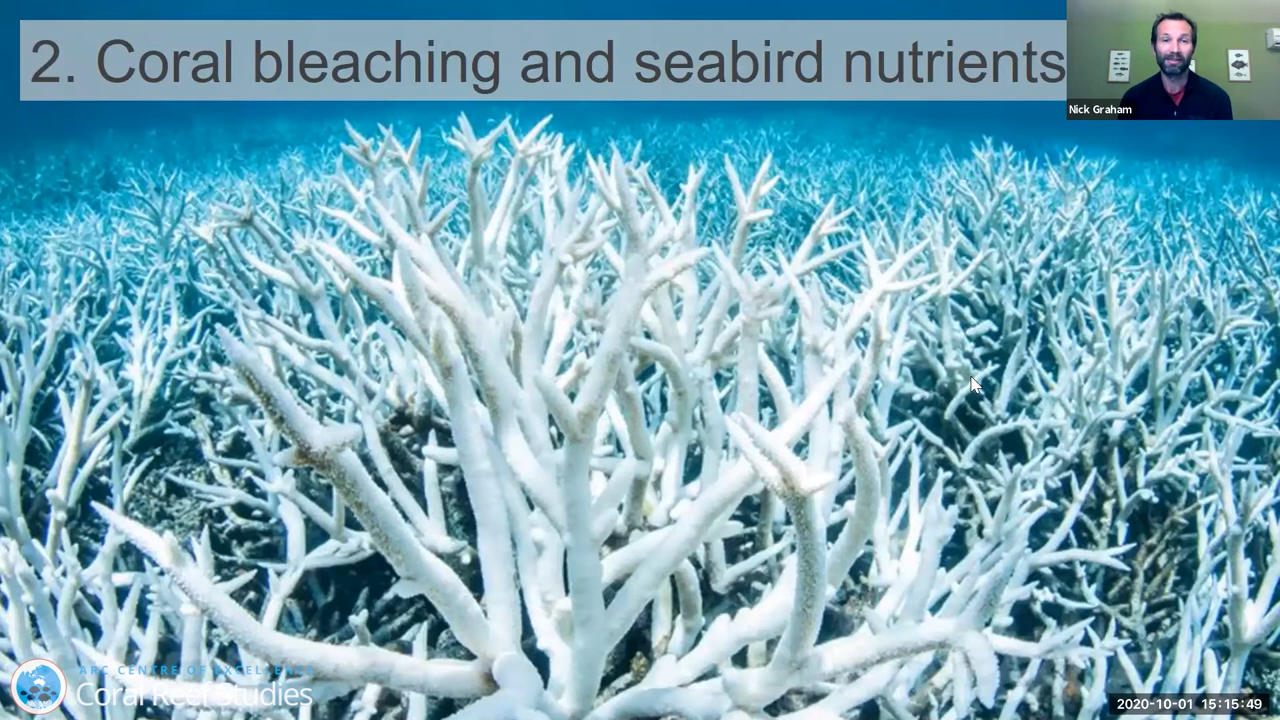 2. Coral bleaching and seabird nutrients
Nick Graham
ARC CENTRE OF EXCELLENCE
Coral Reef Studies
2020-10-01 15:15:49